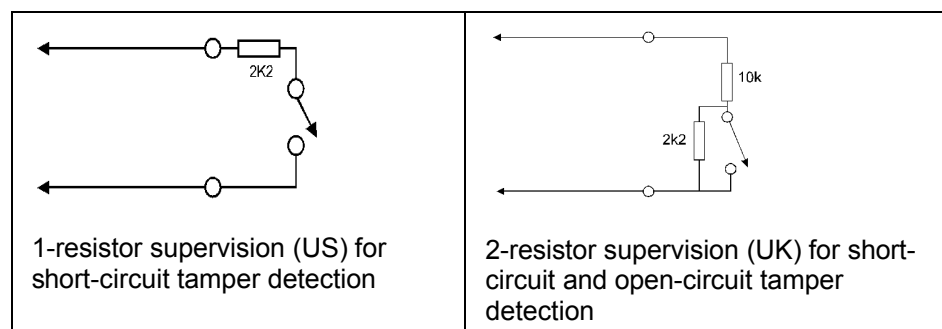 2K2
1-resistor supervision (US) for
short-circuit tamper detection
10k
2k2
2-resistor supervision (UK) for short-
circuit and open-circuit tamper
detection